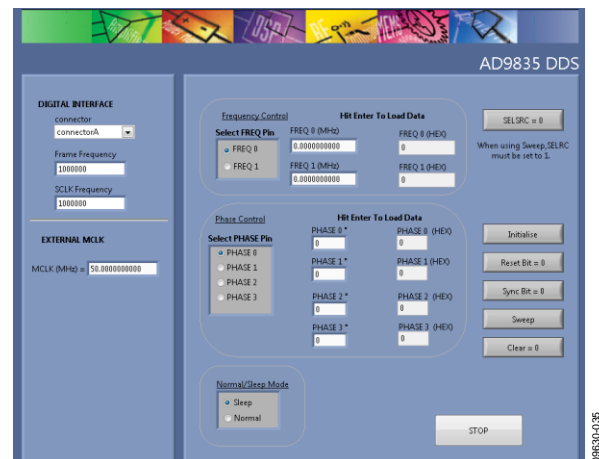 DSP
RF
MEMS
AD9835 DDS
DIGITAL INTERFACE
connector
connectorA
Frame Frequency
1000000
SCLK Frequency
1000000
EXTERNAL MCLK
MCLK (MHz) = 50.0000000000
Frequency Control
Hit Enter To Load Data
Select FREQ Pin
FREQ 0
FREQ 1
FREQ 0 (MHz)
0.0000000000
FREQ 0 (HEX)
0
FREQ 1 (MHz)
0.0000000000
FREQ 1 (HEX)
0
SELSRC = 0
When using Sweep,SELRC
must be set to 1.
Phase Control
Hit Enter To Load Data
Select PHASE Pin
PHASE 0
PHASE 1
PHASE 2
PHASE 3
PHASE 0 °
0
PHASE 0 (HEX)
0
PHASE 1 °
0
PHASE 1 (HEX)
0
PHASE 2 °
0
PHASE 2 (HEX)
0
PHASE 3 °
0
PHASE 3 (HEX)
0
Initialise
Reset Bit = 0
Sync Bit = 0
Sweep
Clear = 0
Normal/Sleep Mode
Sleep
Normal
STOP
09630-035